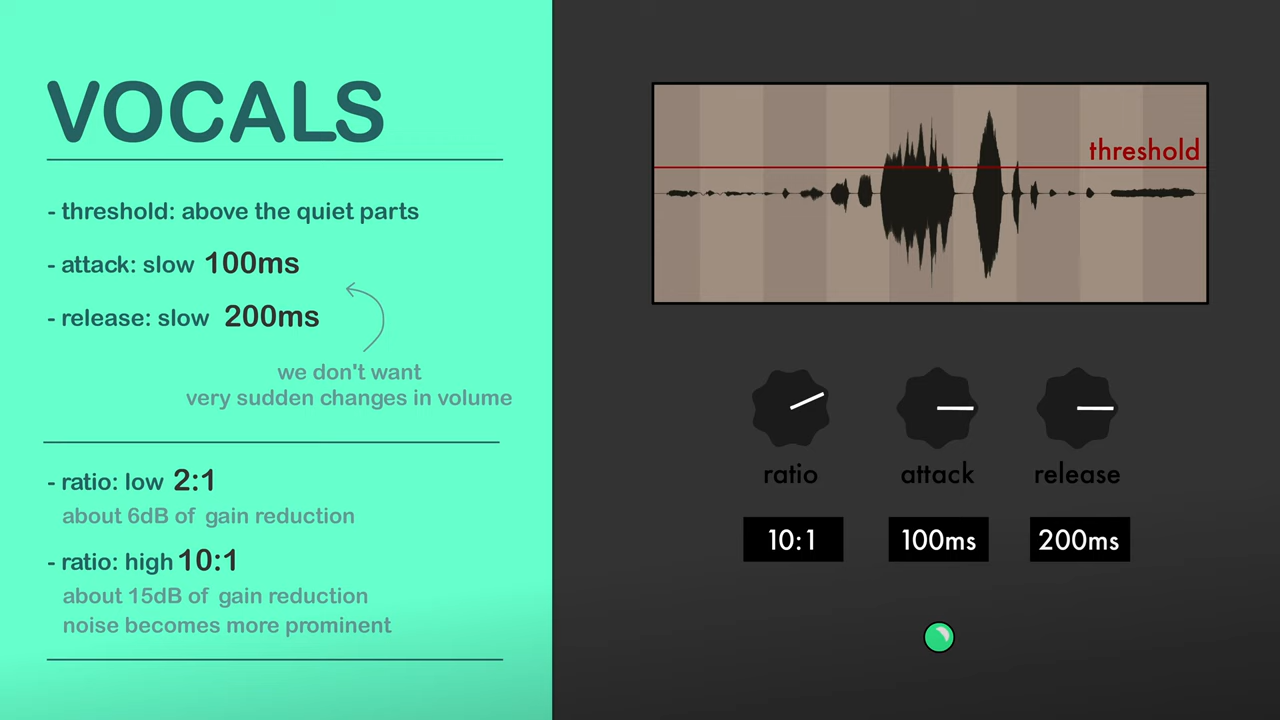 VOCALS
- threshold: above the quiet parts
- attack: slow 100ms
- release: slow 200ms
we don't want
very sudden changes in volume
- ratio: low 2:1
about 6dB of gain reduction
- ratio: high 10:1
about 15dB of gain reduction
noise becomes more prominent
threshold
ratio attack release
10:1 100ms 200ms